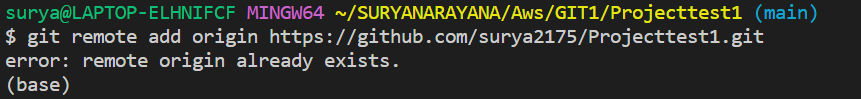 surya@LAPTOP-ELHNIFCF MINGW64 ~/SURYANARAYANA/Aws/GIT1/Projecttest1 (main)
$ git remote add origin https://github.com/surya2175/Projecttest1.git
error: remote origin already exists.
(base)